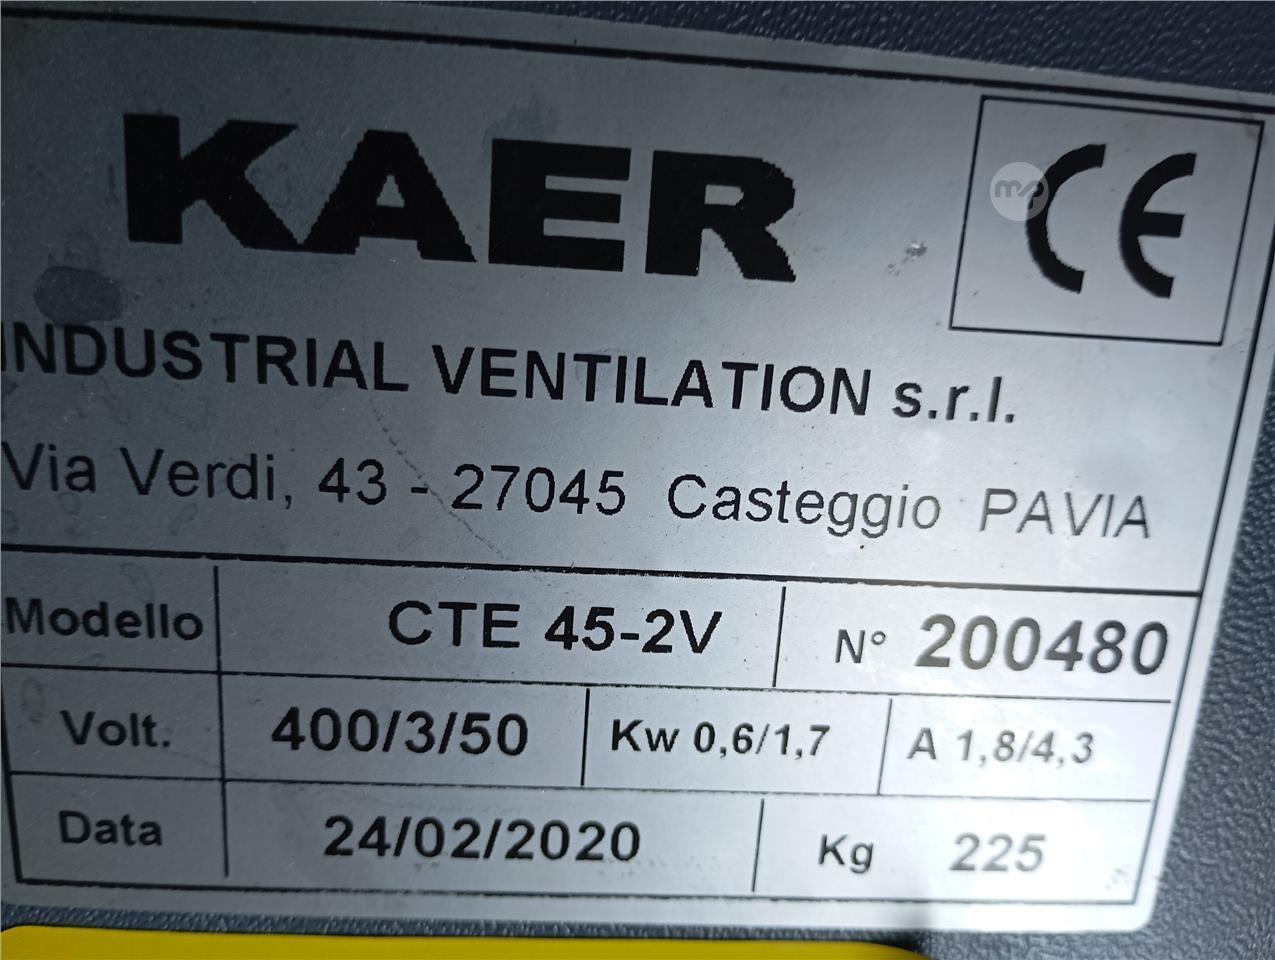 KAER
CE
mp
INDUSTRIAL VENTILATION s.r.l.
Via Verdi, 43 - 27045 Casteggio PAVIA
Modello CTE 45-2V N° 200480
Volt. 400/3/50 Kw 0,6/1,7 A 1,8/4,3
Data 24/02/2020 Kg 225